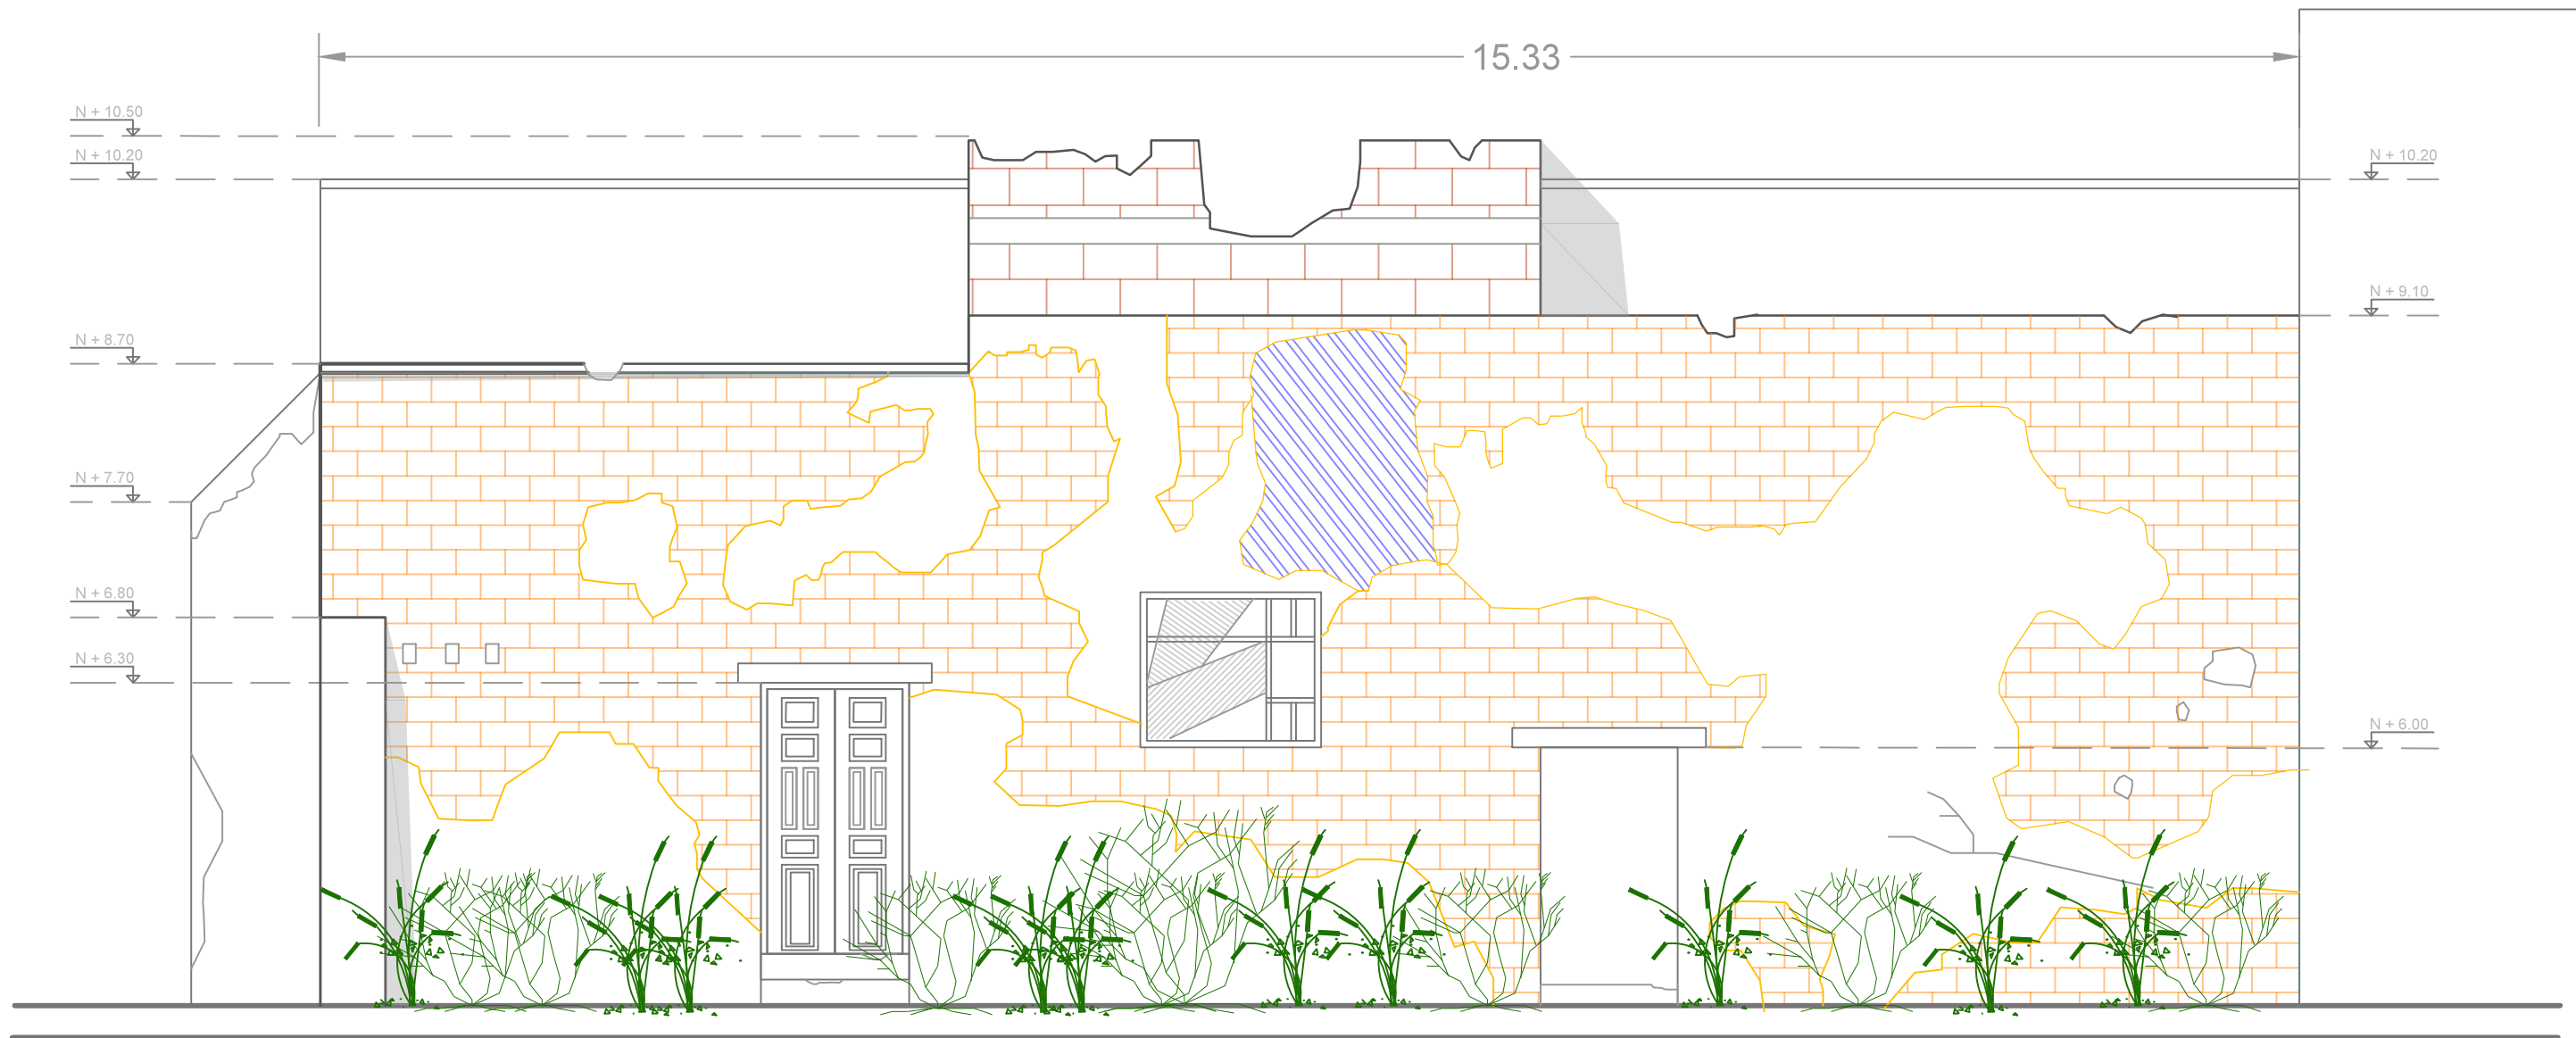 15.33
N + 10.50
N + 10.20
N + 10.20
N + 9.10
N + 8.70
N + 7.70
N + 6.80
N + 6.30
N + 6.00